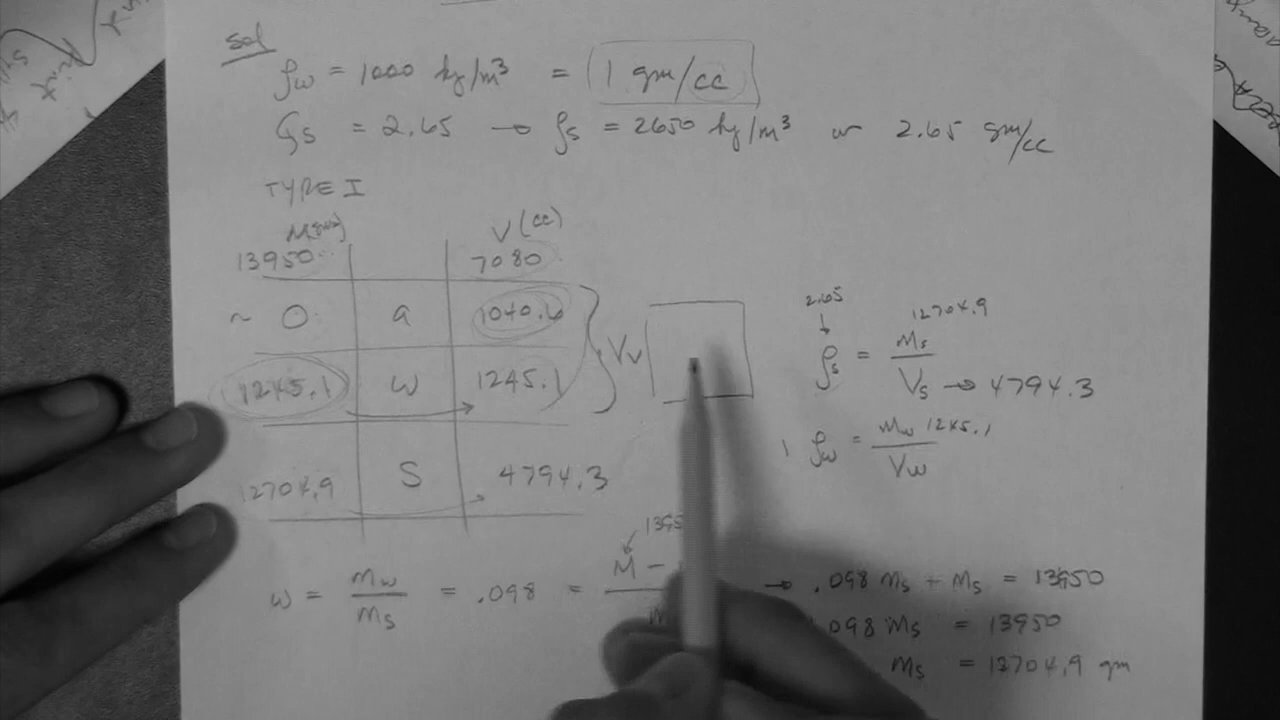 Sol
ρw = 1000 kg/m³ = 1 gm/cc
Gs = 2.65 → ρs = 2650 kg/m³ or 2.65 gm/cc
TYPE I
M(gms) V (cc)
13950 7080
~ 0 a 1040.6
1245.1 w 1245.1
12704.9 S 4794.3
Vv
2.65 12704.9
ρs = Ms / Vs → 4794.3
1 ρw = Mw 1245.1 / Vw
w = Mw / Ms = .098 = M -
→ .098 Ms + Ms = 13950
.098 Ms = 13950
Ms = 12704.9 gm